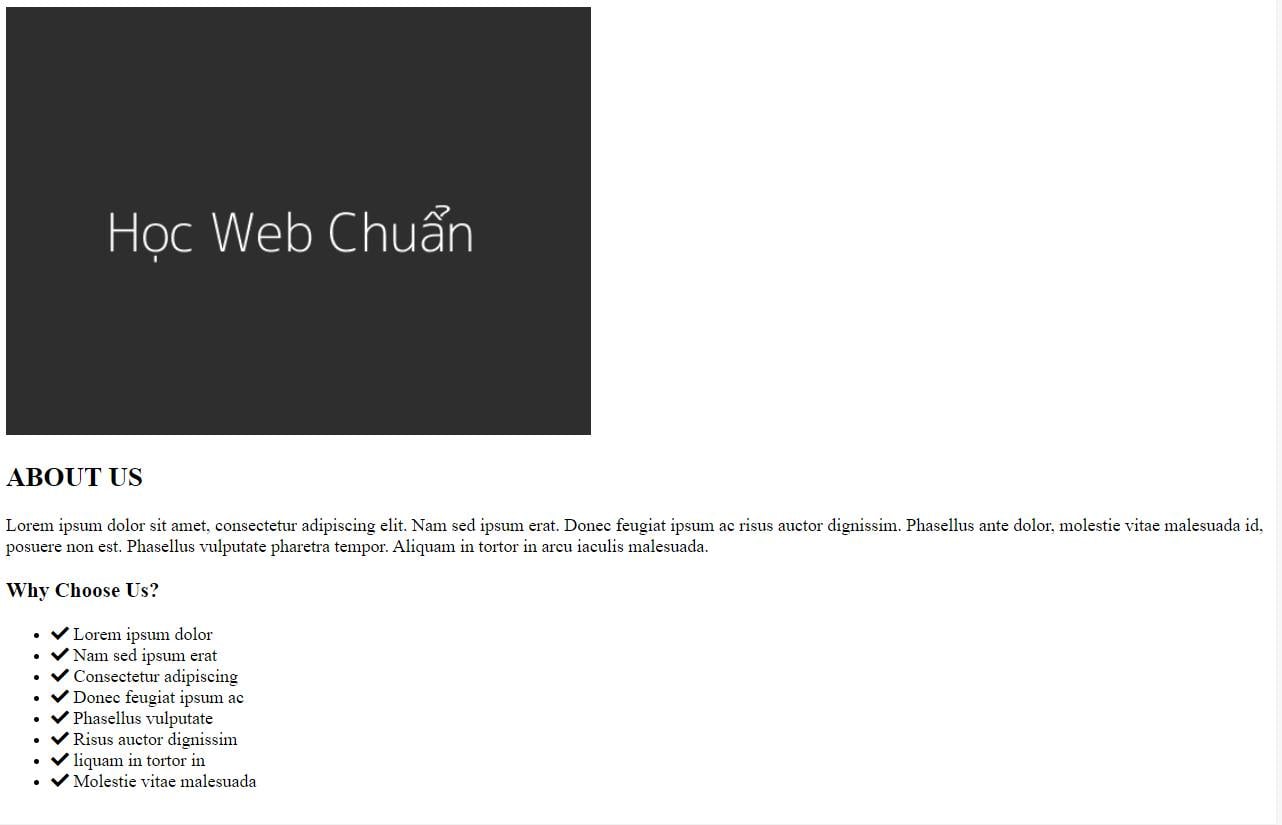 Học Web Chuẩn
ABOUT US
Lorem ipsum dolor sit amet, consectetur adipiscing elit. Nam sed ipsum erat. Donec feugiat ipsum ac risus auctor dignissim. Phasellus ante dolor, molestie vitae malesuada id,
posuere non est. Phasellus vulputate pharetra tempor. Aliquam in tortor in arcu iaculis malesuada.
Why Choose Us?
Lorem ipsum dolor
Nam sed ipsum erat
Consectetur adipiscing
Donec feugiat ipsum ac
Phasellus vulputate
Risus auctor dignissim
liquam in tortor in
Molestie vitae malesuada